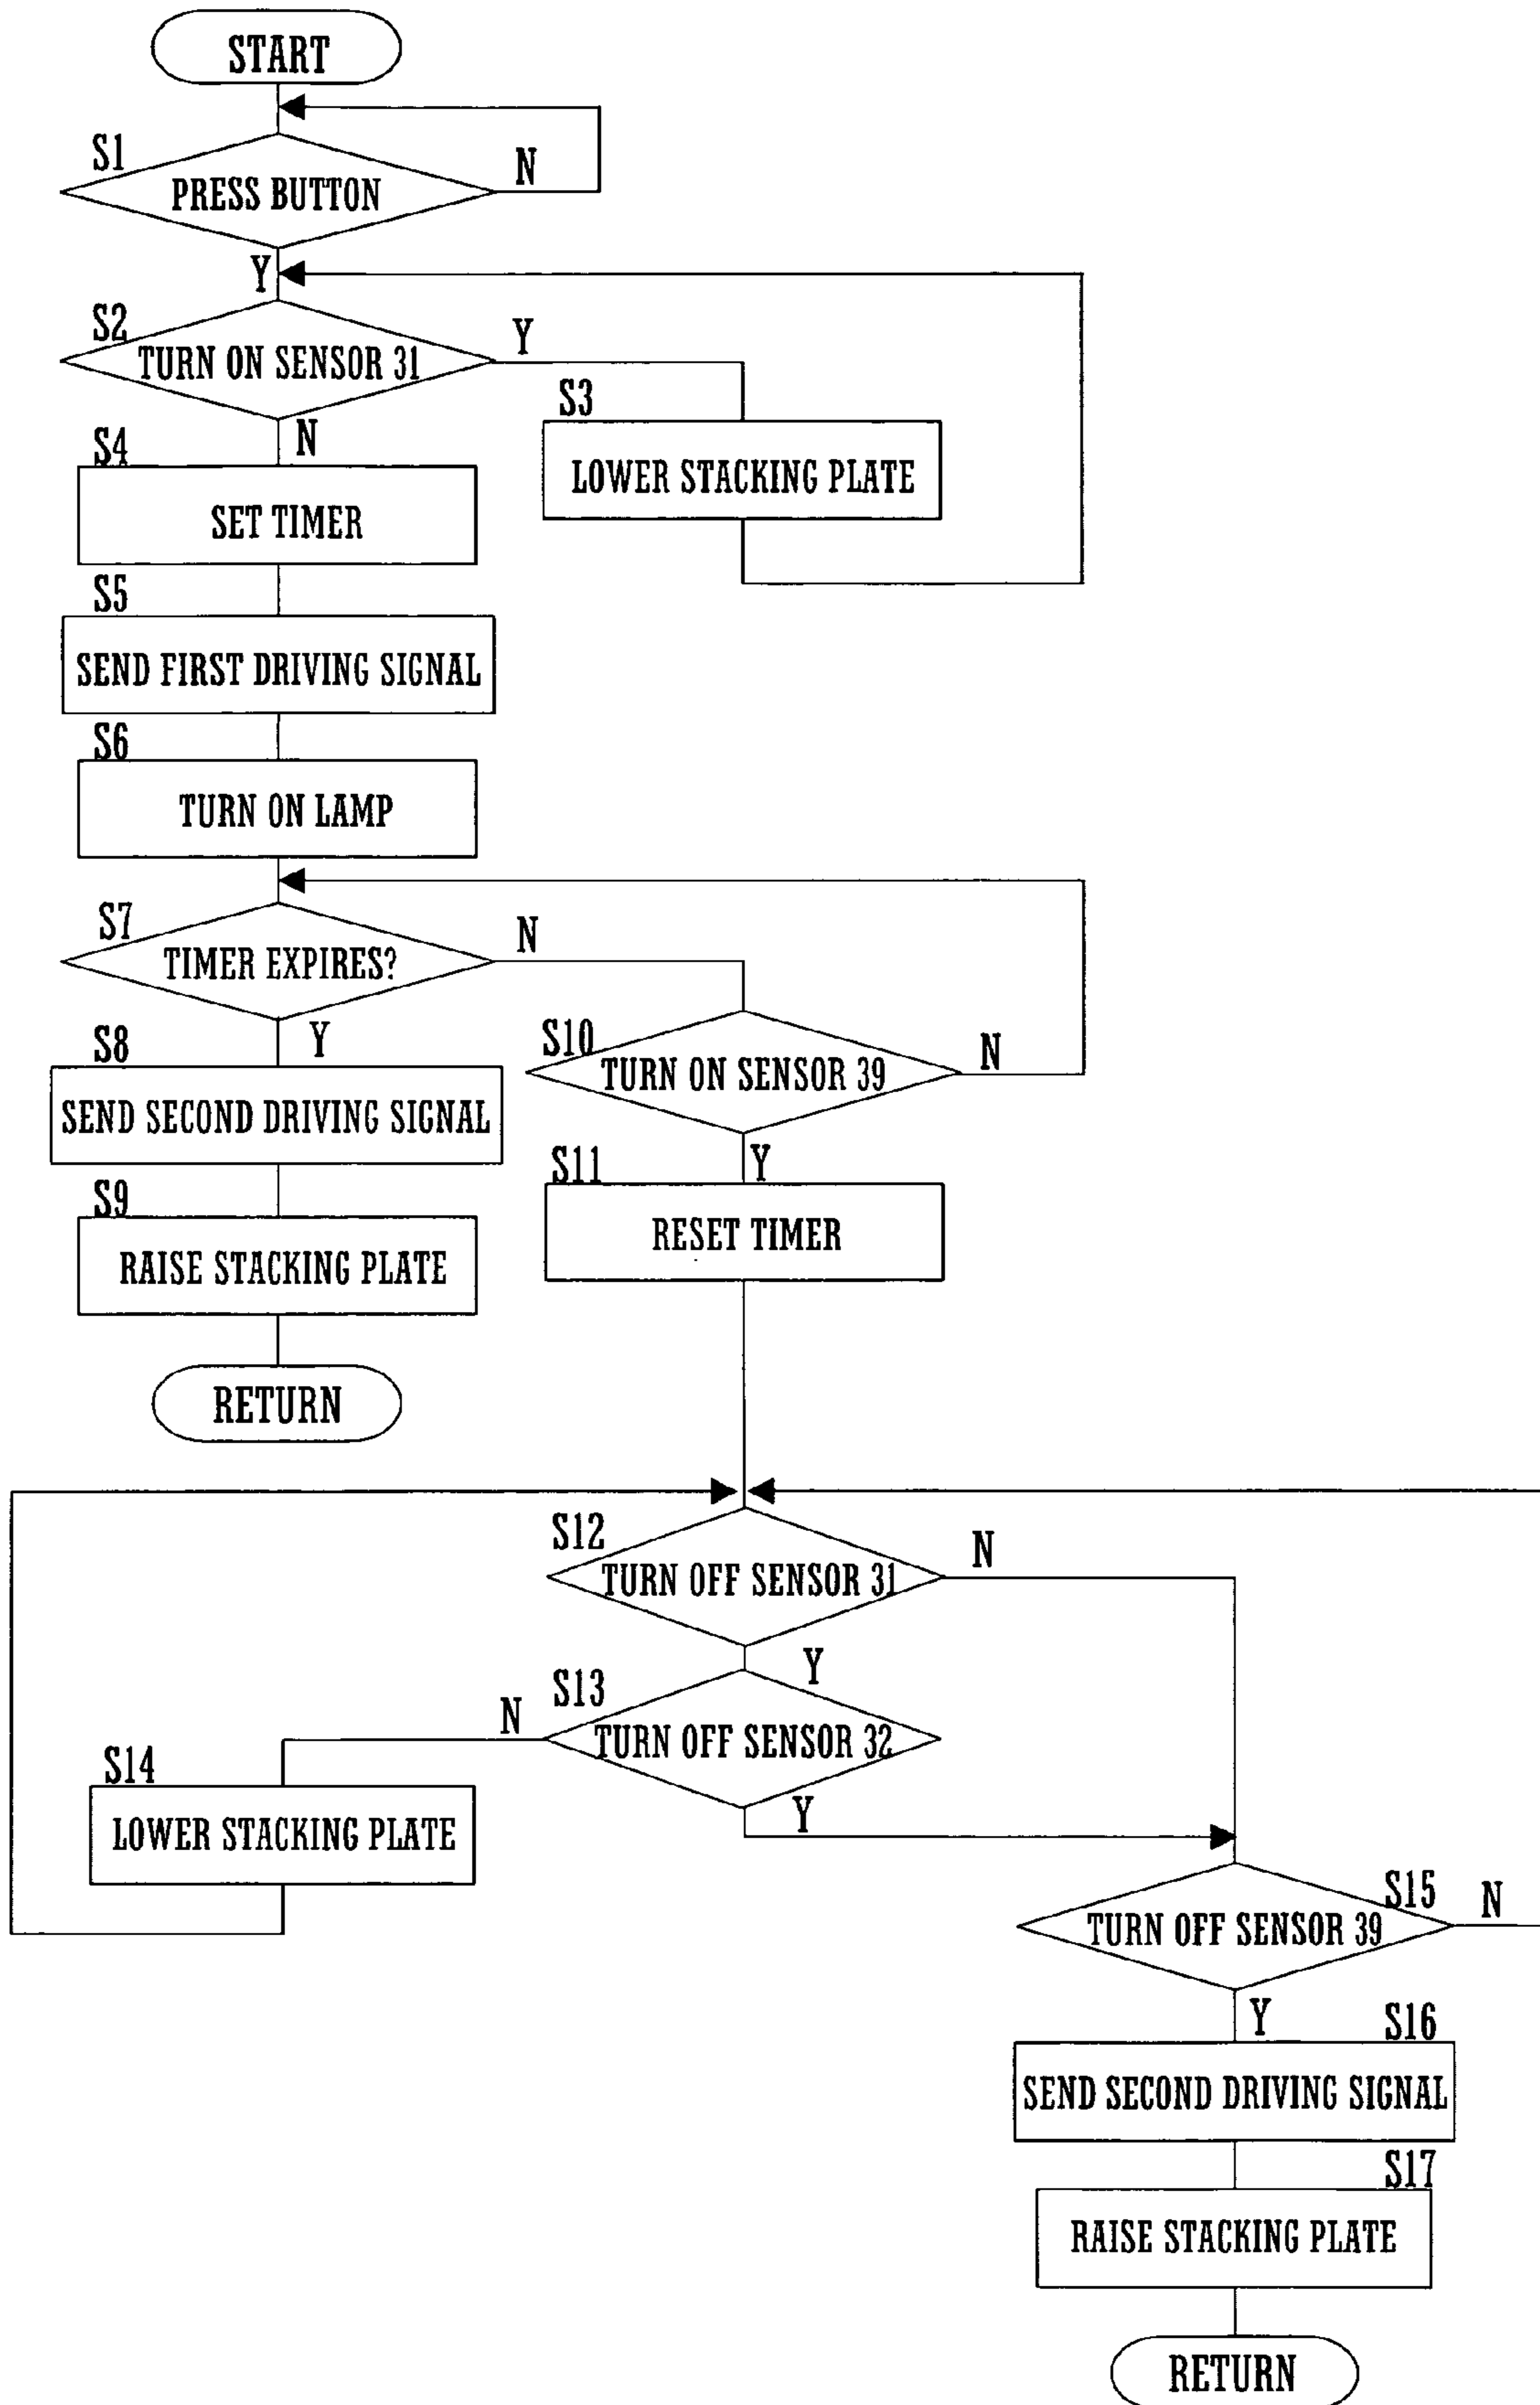 START
S1
PRESS BUTTON
N
Y
S2
TURN ON SENSOR 31
Y
N
S3
LOWER STACKING PLATE
S4
SET TIMER
S5
SEND FIRST DRIVING SIGNAL
S6
TURN ON LAMP
S7
TIMER EXPIRES?
N
Y
S8
SEND SECOND DRIVING SIGNAL
S9
RAISE STACKING PLATE
RETURN
S10
TURN ON SENSOR 39
N
Y
S11
RESET TIMER
S12
TURN OFF SENSOR 31
N
Y
S13
TURN OFF SENSOR 32
N
Y
S14
LOWER STACKING PLATE
S15
TURN OFF SENSOR 39
N
Y
S16
SEND SECOND DRIVING SIGNAL
S17
RAISE STACKING PLATE
RETURN